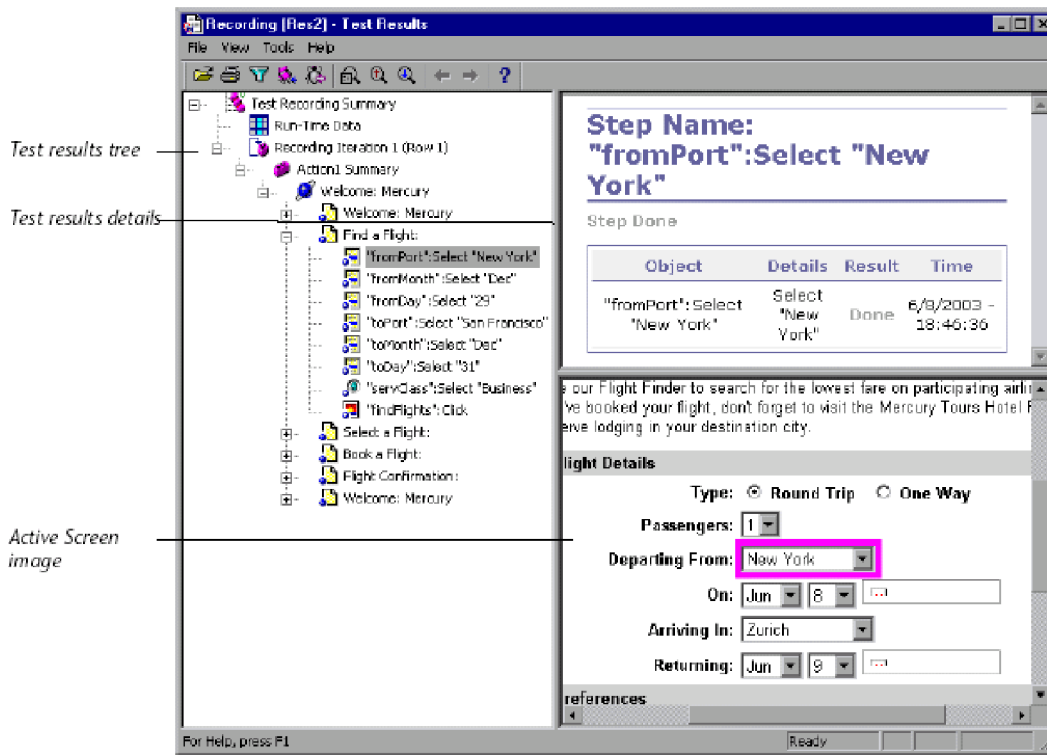 Recording [Res2] - Test Results
File View Tools Help
Test results tree
Test results details
Active Screen
image
Test Recording Summary
Run-Time Data
Recording Iteration 1 (Row 1)
Action1 Summary
Welcome: Mercury
Welcome: Mercury
Find a Flight:
"fromPort":Select "New York"
"fromMonth":Select "Dec"
"fromDay":Select "29"
"toPort":Select "San Francisco"
"toMonth":Select "Dec"
"toDay":Select "31"
"servClass":Select "Business"
"findFlights":Click
Select a Flight:
Book a Flight:
Flight Confirmation:
Welcome: Mercury
Step Name:
"fromPort":Select "New
York"
Step Done
Object Details Result Time
"fromPort":Select
"New York"
Select
"New
York"
Done
6/8/2003 -
18:46:36
e our Flight Finder to search for the lowest fare on participating airlin
've booked your flight, don't forget to visit the Mercury Tours Hotel F
erve lodging in your destination city.
light Details
Type: Round Trip One Way
Passengers: 1
Departing From: New York
On: Jun 8
Arriving In: Zurich
Returning: Jun 9
references
For Help, press F1
Ready